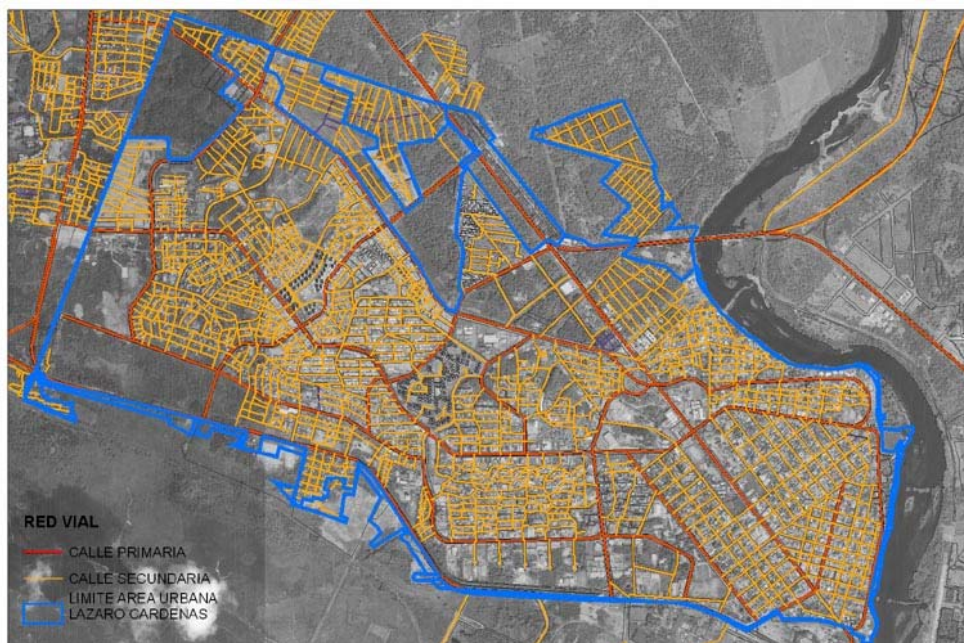 RED VIAL
CALLE PRIMARIA
CALLE SECUNDARIA
LIMITE AREA URBANA
LAZARO CARDENAS